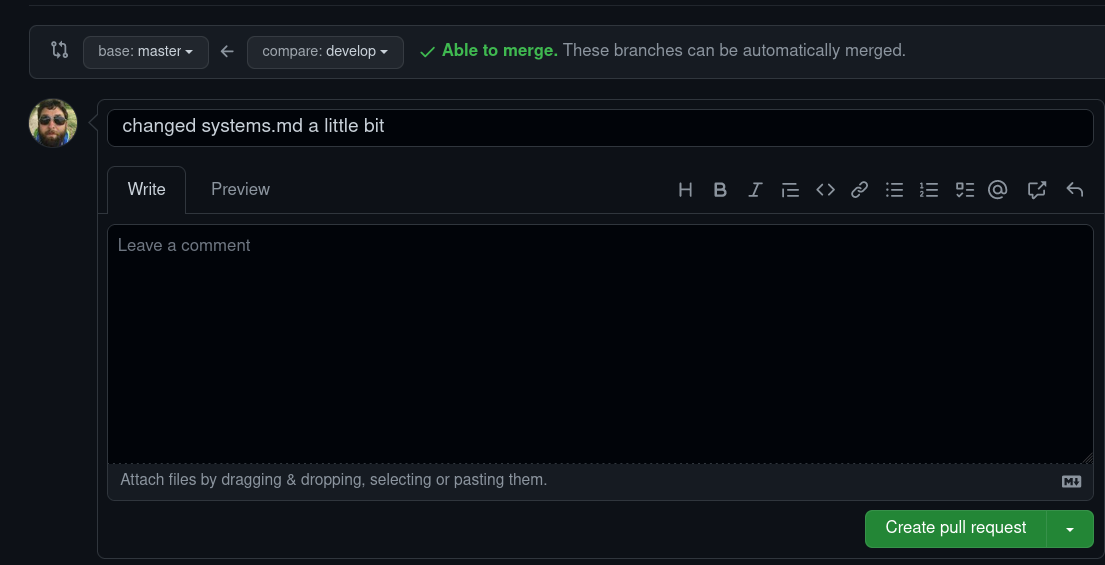 base: master compare: develop Able to merge. These branches can be automatically merged.
changed systems.md a little bit
Write Preview H B I
Leave a comment
Attach files by dragging & dropping, selecting or pasting them. M
Create pull request